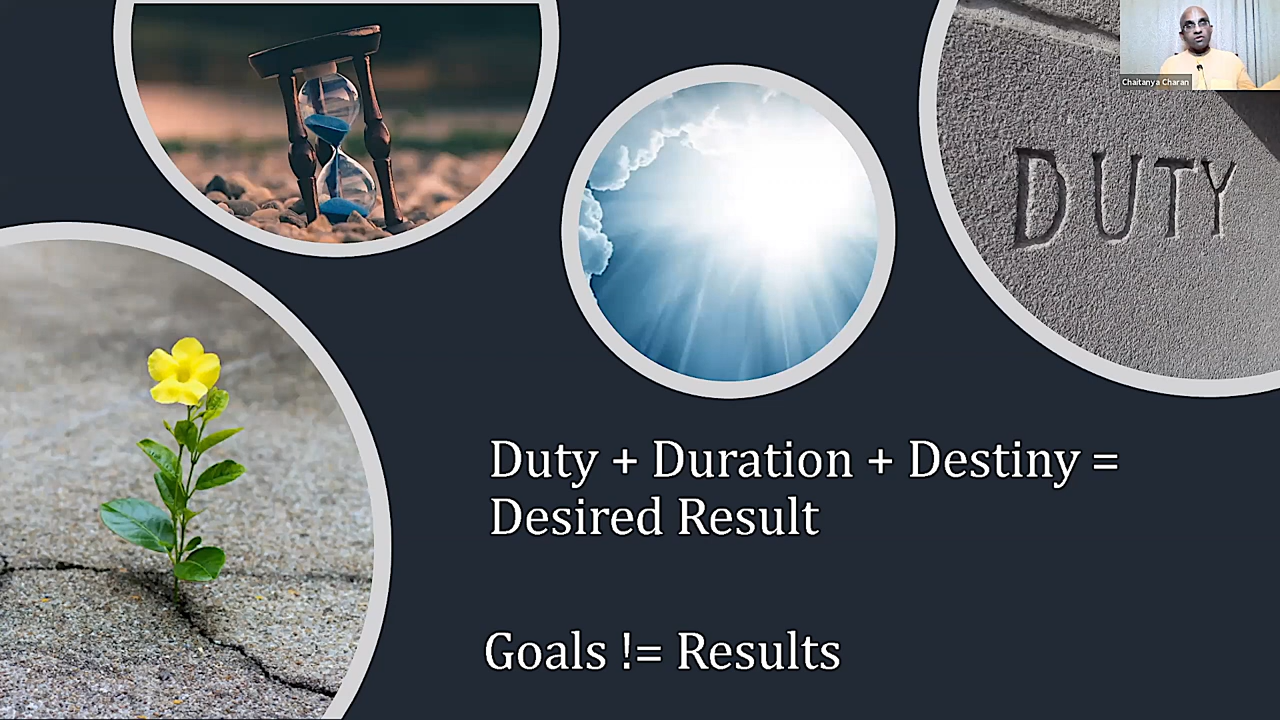 Chaitanya Charan
DUTY
Duty + Duration + Destiny =
Desired Result
Goals != Results